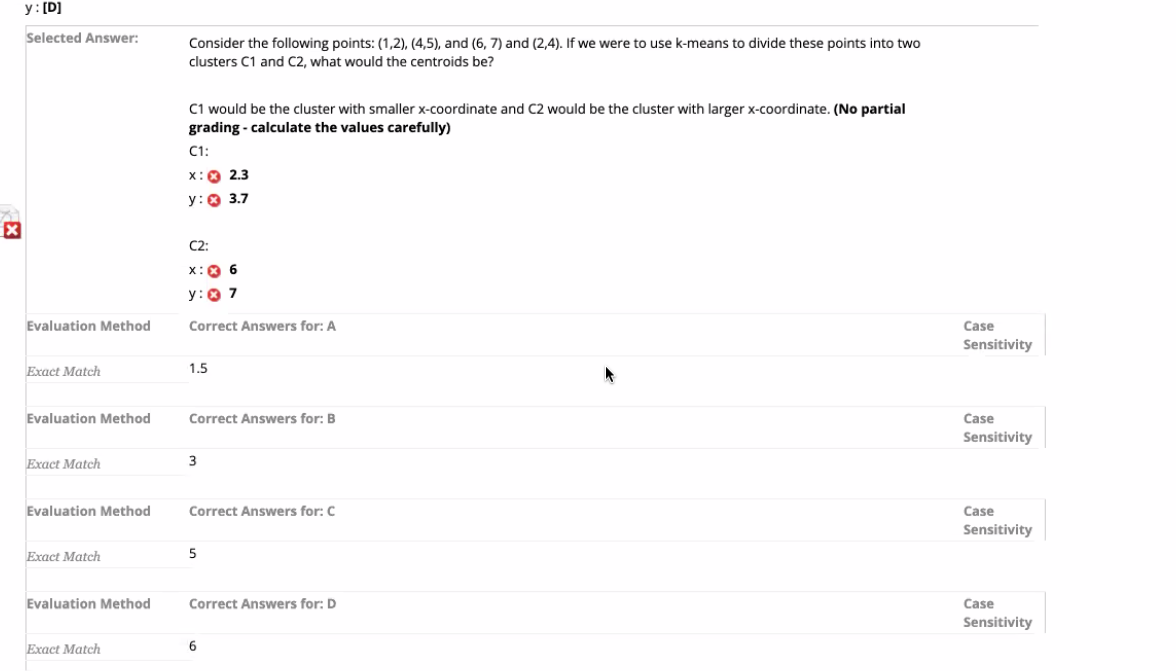 y : [D]
Selected Answer:
Consider the following points: (1,2), (4,5), and (6, 7) and (2,4). If we were to use k-means to divide these points into two
clusters C1 and C2, what would the centroids be?
C1 would be the cluster with smaller x-coordinate and C2 would be the cluster with larger x-coordinate. (No partial
grading - calculate the values carefully)
C1:
x : 2.3
y : 3.7
C2:
x : 6
y : 7
Evaluation Method Correct Answers for: A Case
Sensitivity
Exact Match 1.5
Evaluation Method Correct Answers for: B Case
Sensitivity
Exact Match 3
Evaluation Method Correct Answers for: C Case
Sensitivity
Exact Match 5
Evaluation Method Correct Answers for: D Case
Sensitivity
Exact Match 6